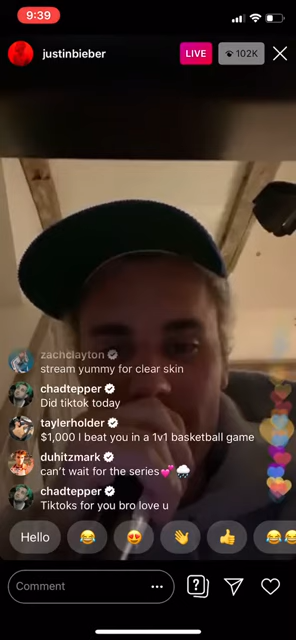 9:39
justinbieber
LIVE
102K
zachclayton
stream yummy for clear skin
chadtepper
Did tiktok today
taylerholder
$1,000 I beat you in a 1v1 basketball game
duhitzmark
can't wait for the series💕🌧
chadtepper
Tiktoks for you bro love u
Hello 😂 😍 👋 👍 😂😂
Comment